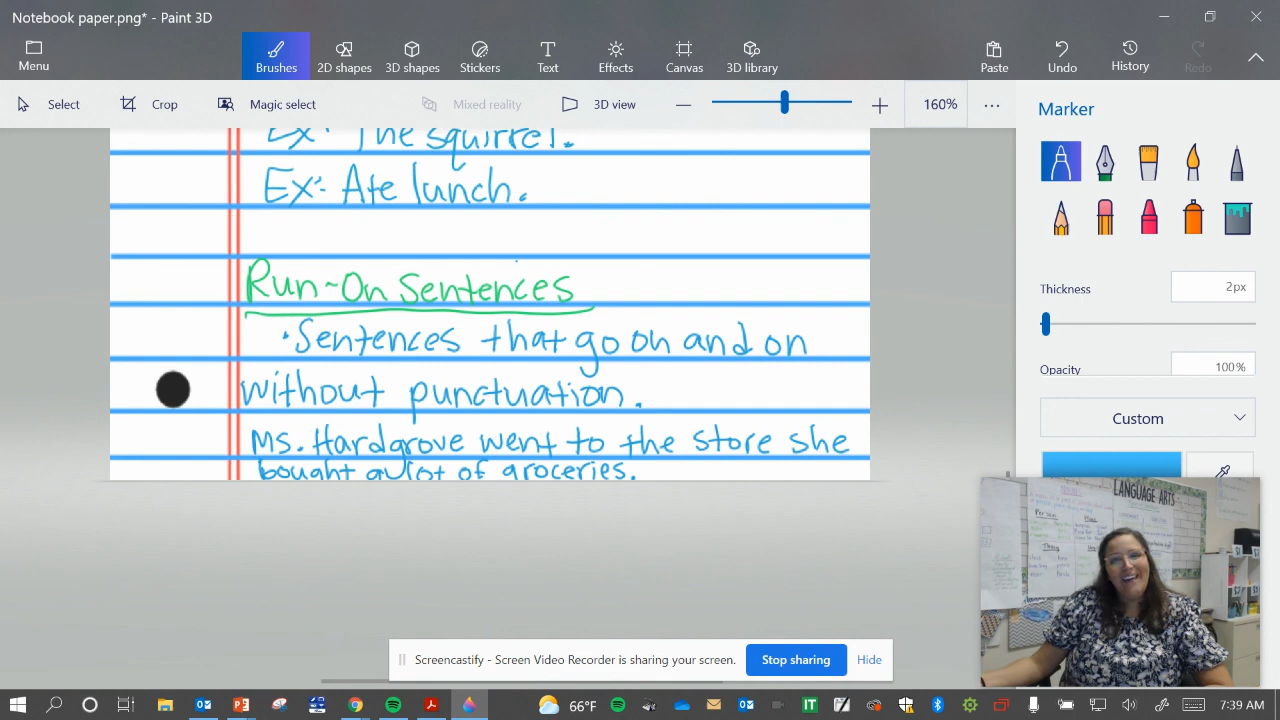 Notebook paper.png* - Paint 3D
Menu
Brushes
2D shapes
3D shapes
Stickers
Text
Effects
Canvas
3D library
Paste
Undo
History
Redo
Select
Crop
Magic select
Mixed reality
3D view
160%
Marker
Thickness
2px
Opacity
100%
Custom
Ex: The squirrel.
Ex: Ate lunch.
Run-On Sentences
·Sentences that go on and on
without punctuation.
Ms. Hardgrove went to the store she
bought a lot of groceries.
LANGUAGE ARTS
Person
Place
Thing
Screencastify - Screen Video Recorder is sharing your screen.
Stop sharing
Hide
66°F
7:39 AM